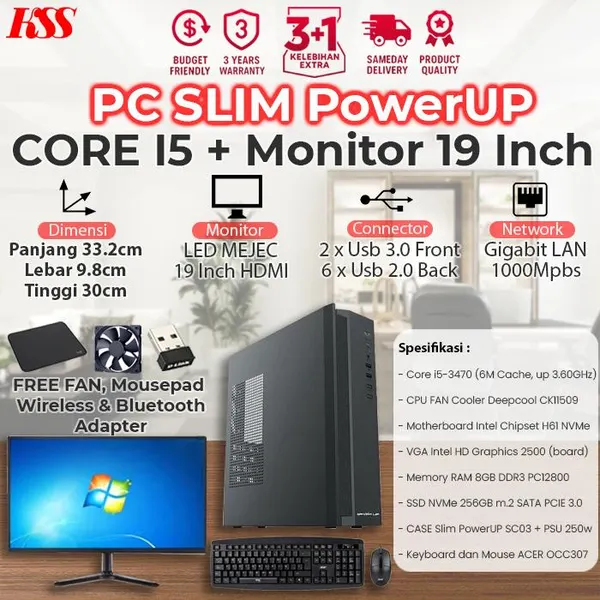 KSS
$
3
3+1
KELEBIHAN
EXTRA
BUDGET
FRIENDLY
3 YEARS
WARRANTY
SAMEDAY
DELIVERY
PRODUCT
QUALITY
PC SLIM PowerUP
CORE I5 + Monitor 19 Inch
Dimensi
Panjang 33.2cm
Lebar 9.8cm
Tinggi 30cm
Monitor
LED MEJEC
19 Inch HDMI
Connector
2 x Usb 3.0 Front
6 x Usb 2.0 Back
Network
Gigabit LAN
1000Mpbs
FREE FAN, Mousepad
Wireless & Bluetooth
Adapter
Spesifikasi :
- Core i5-3470 (6M Cache, up 3.60GHz)
- CPU FAN Cooler Deepcool CK11509
- Motherboard Intel Chipset H61 NVMe
- VGA Intel HD Graphics 2500 (board)
- Memory RAM 8GB DDR3 PC12800
- SSD NVMe 256GB m.2 SATA PCIE 3.0
- CASE Slim PowerUP SC03 + PSU 250w
- Keyboard dan Mouse ACER OCC307